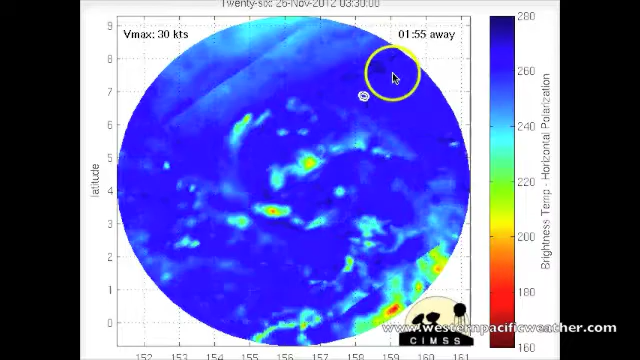 Twenty-six 26-Nov-2012 03:30:00
Vmax: 30 kts
01:55 away
9
8
7
6
5
4
3
2
1
0
latitude
152 153 154 155 156 157 158 159 160 161
280
260
240
220
200
180
160
Brightness Temp - Horizontal Polarization
CIMSS
www.westernpacificweather.com